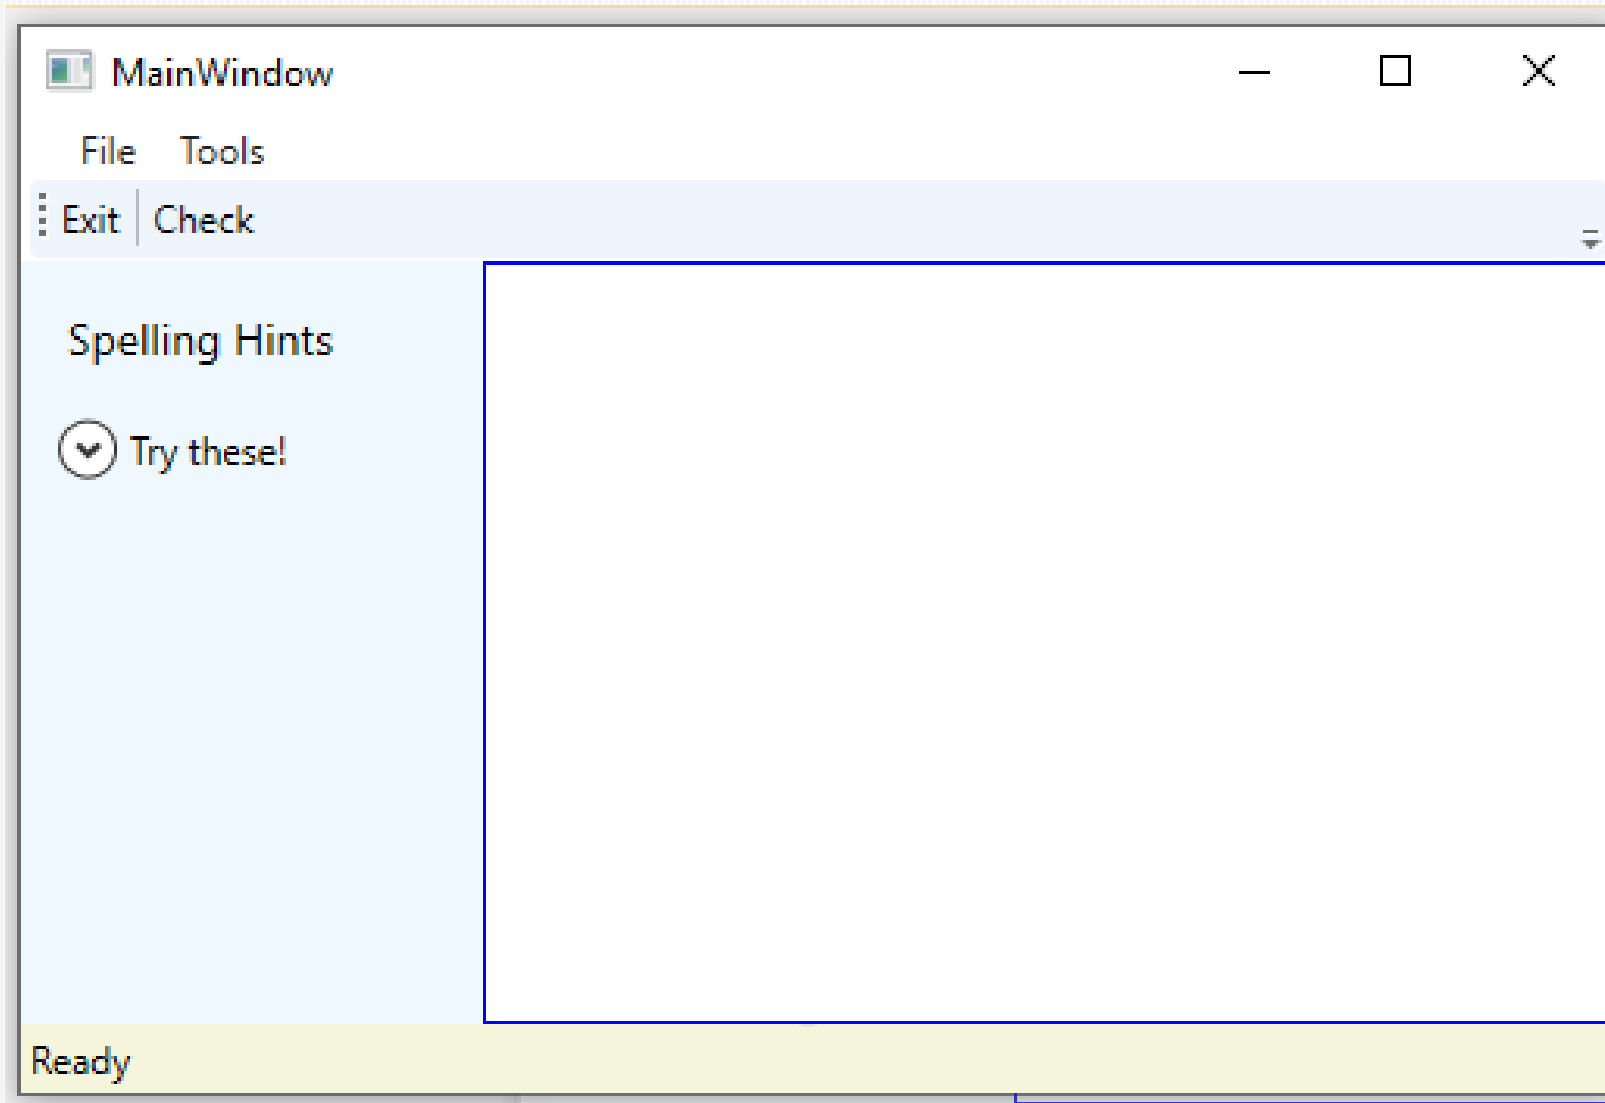 MainWindow
File Tools
Exit Check
Spelling Hints
Try these!
Ready